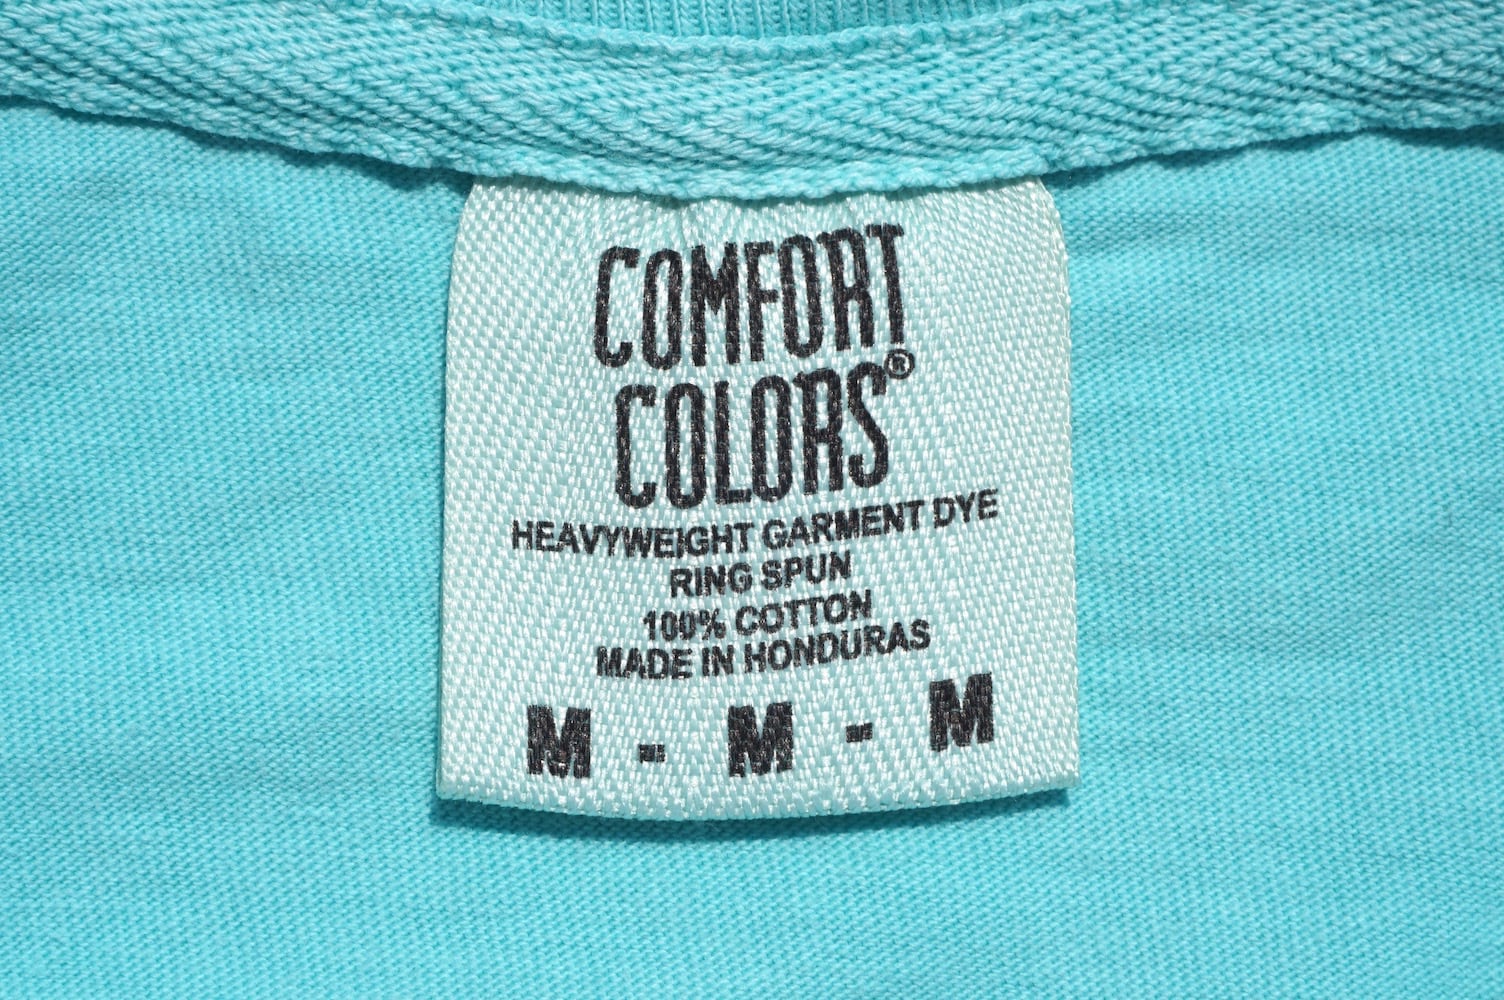 COMFORT
COLORS®
HEAVYWEIGHT GARMENT DYE
RING SPUN
100% COTTON
MADE IN HONDURAS
M - M - M